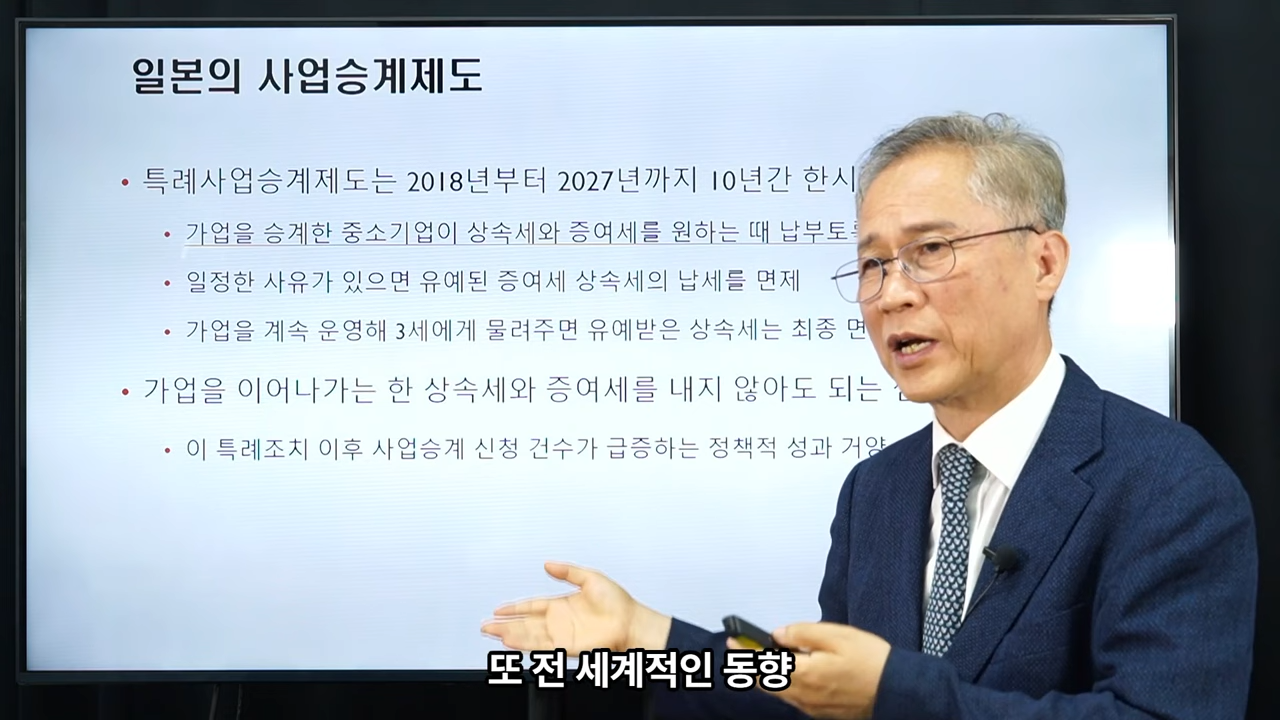 일본의 사업승계제도
• 특례사업승계제도는 2018년부터 2027년까지 10년간 한시
• 가업을 승계한 중소기업이 상속세와 증여세를 원하는 때 납부토록
• 일정한 사유가 있으면 유예된 증여세 상속세의 납세를 면제
• 가업을 계속 운영해 3세에게 물려주면 유예받은 상속세는 최종 면
• 가업을 이어나가는 한 상속세와 증여세를 내지 않아도 되는
• 이 특례조치 이후 사업승계 신청 건수가 급증하는 정책적 성과 거양
또 전 세계적인 동향